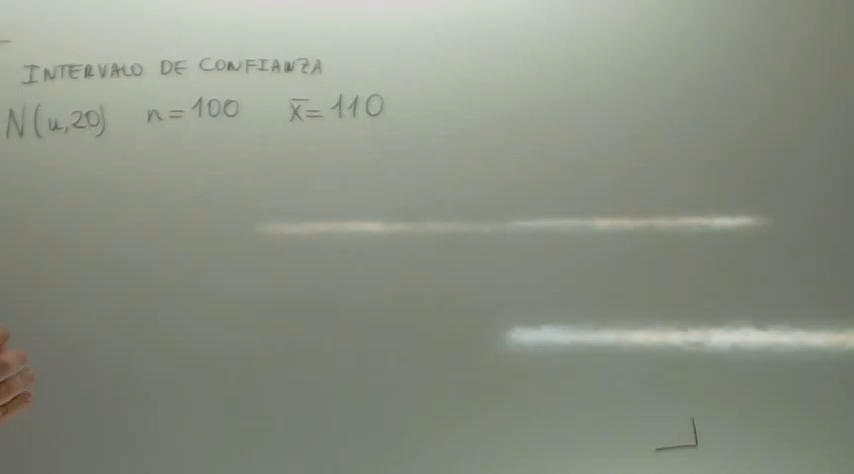 INTERVALO DE CONFIANZA
N(u,20) n=100 x̄=110